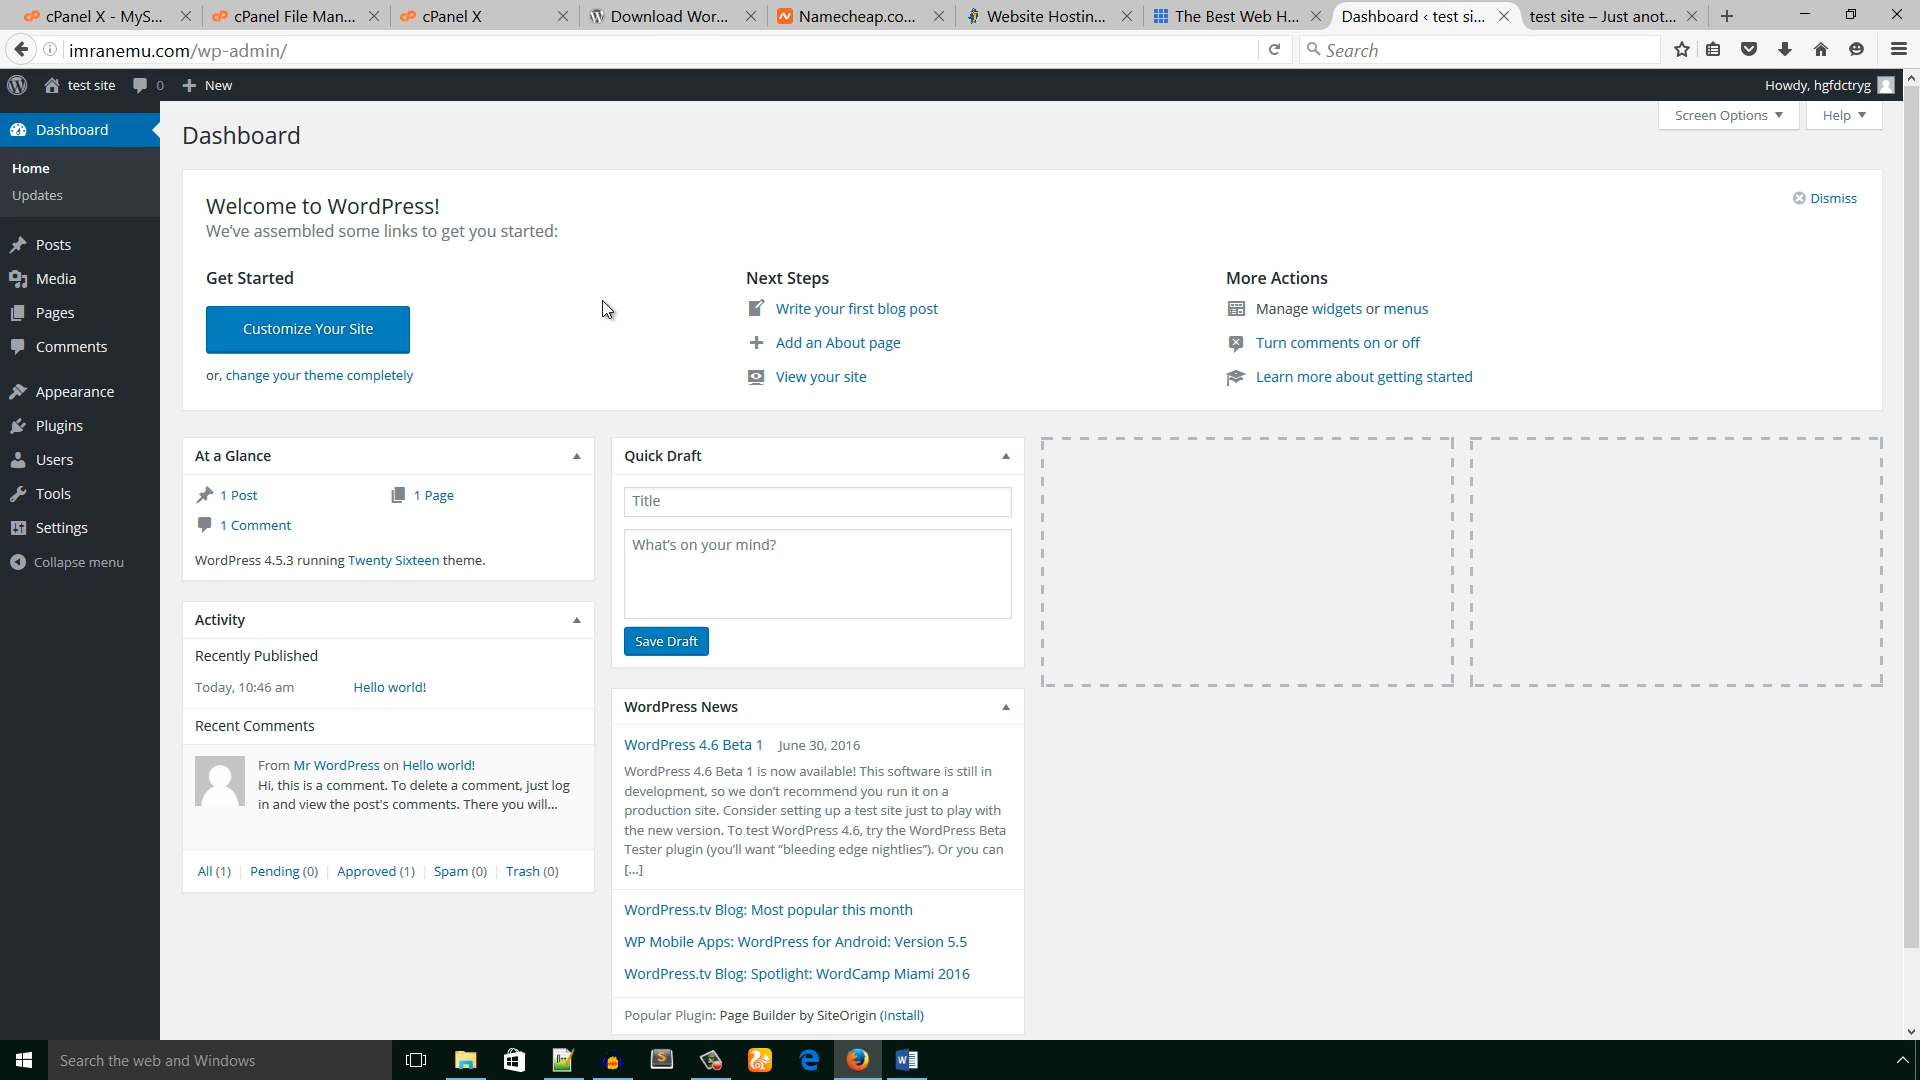 cPanel X - MyS...
cPanel File Man...
cPanel X
Download Wor...
Namecheap.co...
Website Hostin...
The Best Web H...
Dashboard ‹ test si...
test site – Just anot...
imranemu.com/wp-admin/
Search
test site
0
New
Howdy, hgfdctryg
Dashboard
Home
Updates
Posts
Media
Pages
Comments
Appearance
Plugins
Users
Tools
Settings
Collapse menu
Dashboard
Screen Options
Help
Welcome to WordPress!
We've assembled some links to get you started:
Dismiss
Get Started
Customize Your Site
or, change your theme completely
Next Steps
Write your first blog post
Add an About page
View your site
More Actions
Manage widgets or menus
Turn comments on or off
Learn more about getting started
At a Glance
1 Post
1 Page
1 Comment
WordPress 4.5.3 running Twenty Sixteen theme.
Activity
Recently Published
Today, 10:46 am
Hello world!
Recent Comments
From Mr WordPress on Hello world!
Hi, this is a comment. To delete a comment, just log
in and view the post's comments. There you will...
All (1) | Pending (0) | Approved (1) | Spam (0) | Trash (0)
Quick Draft
Title
What's on your mind?
Save Draft
WordPress News
WordPress 4.6 Beta 1 June 30, 2016
WordPress 4.6 Beta 1 is now available! This software is still in
development, so we don't recommend you run it on a
production site. Consider setting up a test site just to play with
the new version. To test WordPress 4.6, try the WordPress Beta
Tester plugin (you'll want “bleeding edge nightlies”). Or you can
[...]
WordPress.tv Blog: Most popular this month
WP Mobile Apps: WordPress for Android: Version 5.5
WordPress.tv Blog: Spotlight: WordCamp Miami 2016
Popular Plugin: Page Builder by SiteOrigin (Install)
Search the web and Windows